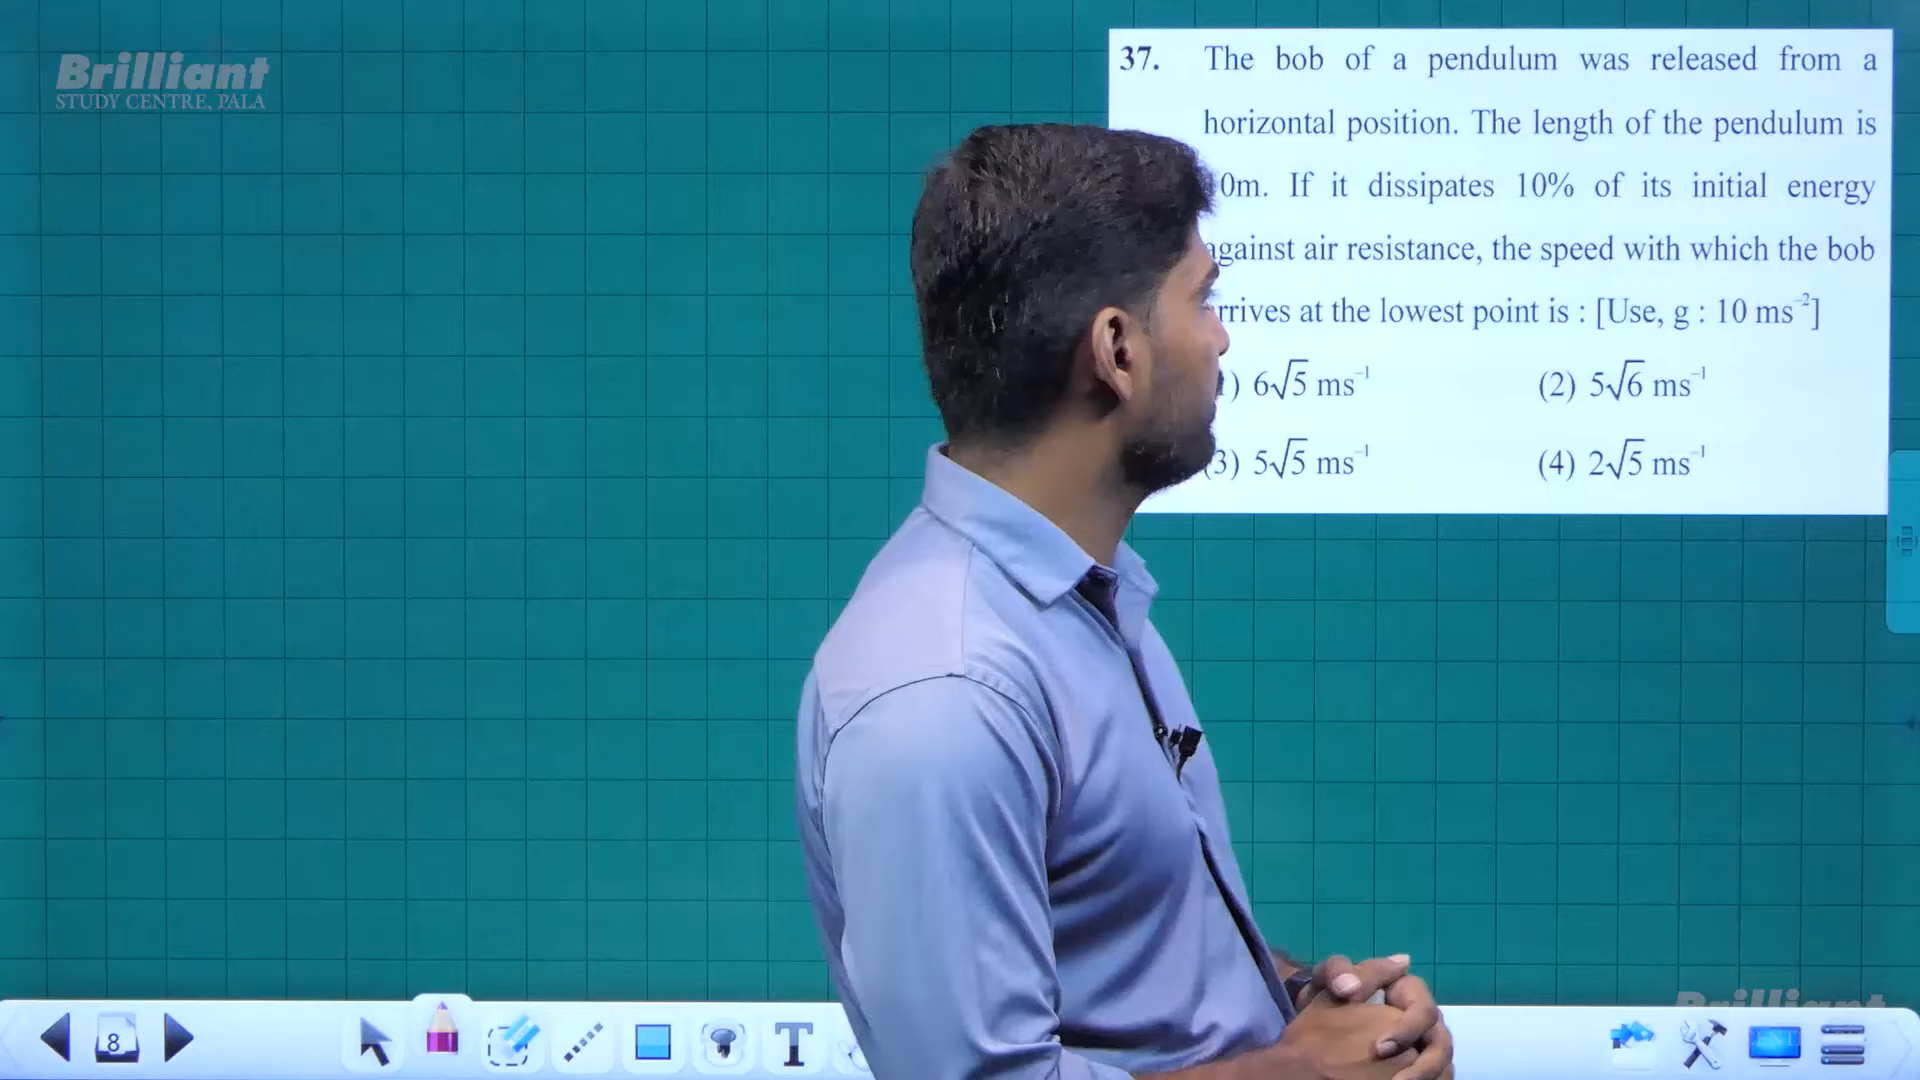 Brilliant
STUDY CENTRE, PALA
37. The bob of a pendulum was released from a
horizontal position. The length of the pendulum is
0m. If it dissipates 10% of its initial energy
gainst air resistance, the speed with which the bob
rrives at the lowest point is : [Use, g : 10 ms⁻²]
) 6√5 ms⁻¹ (2) 5√6 ms⁻¹
3) 5√5 ms⁻¹ (4) 2√5 ms⁻¹
Brilliant
8
T